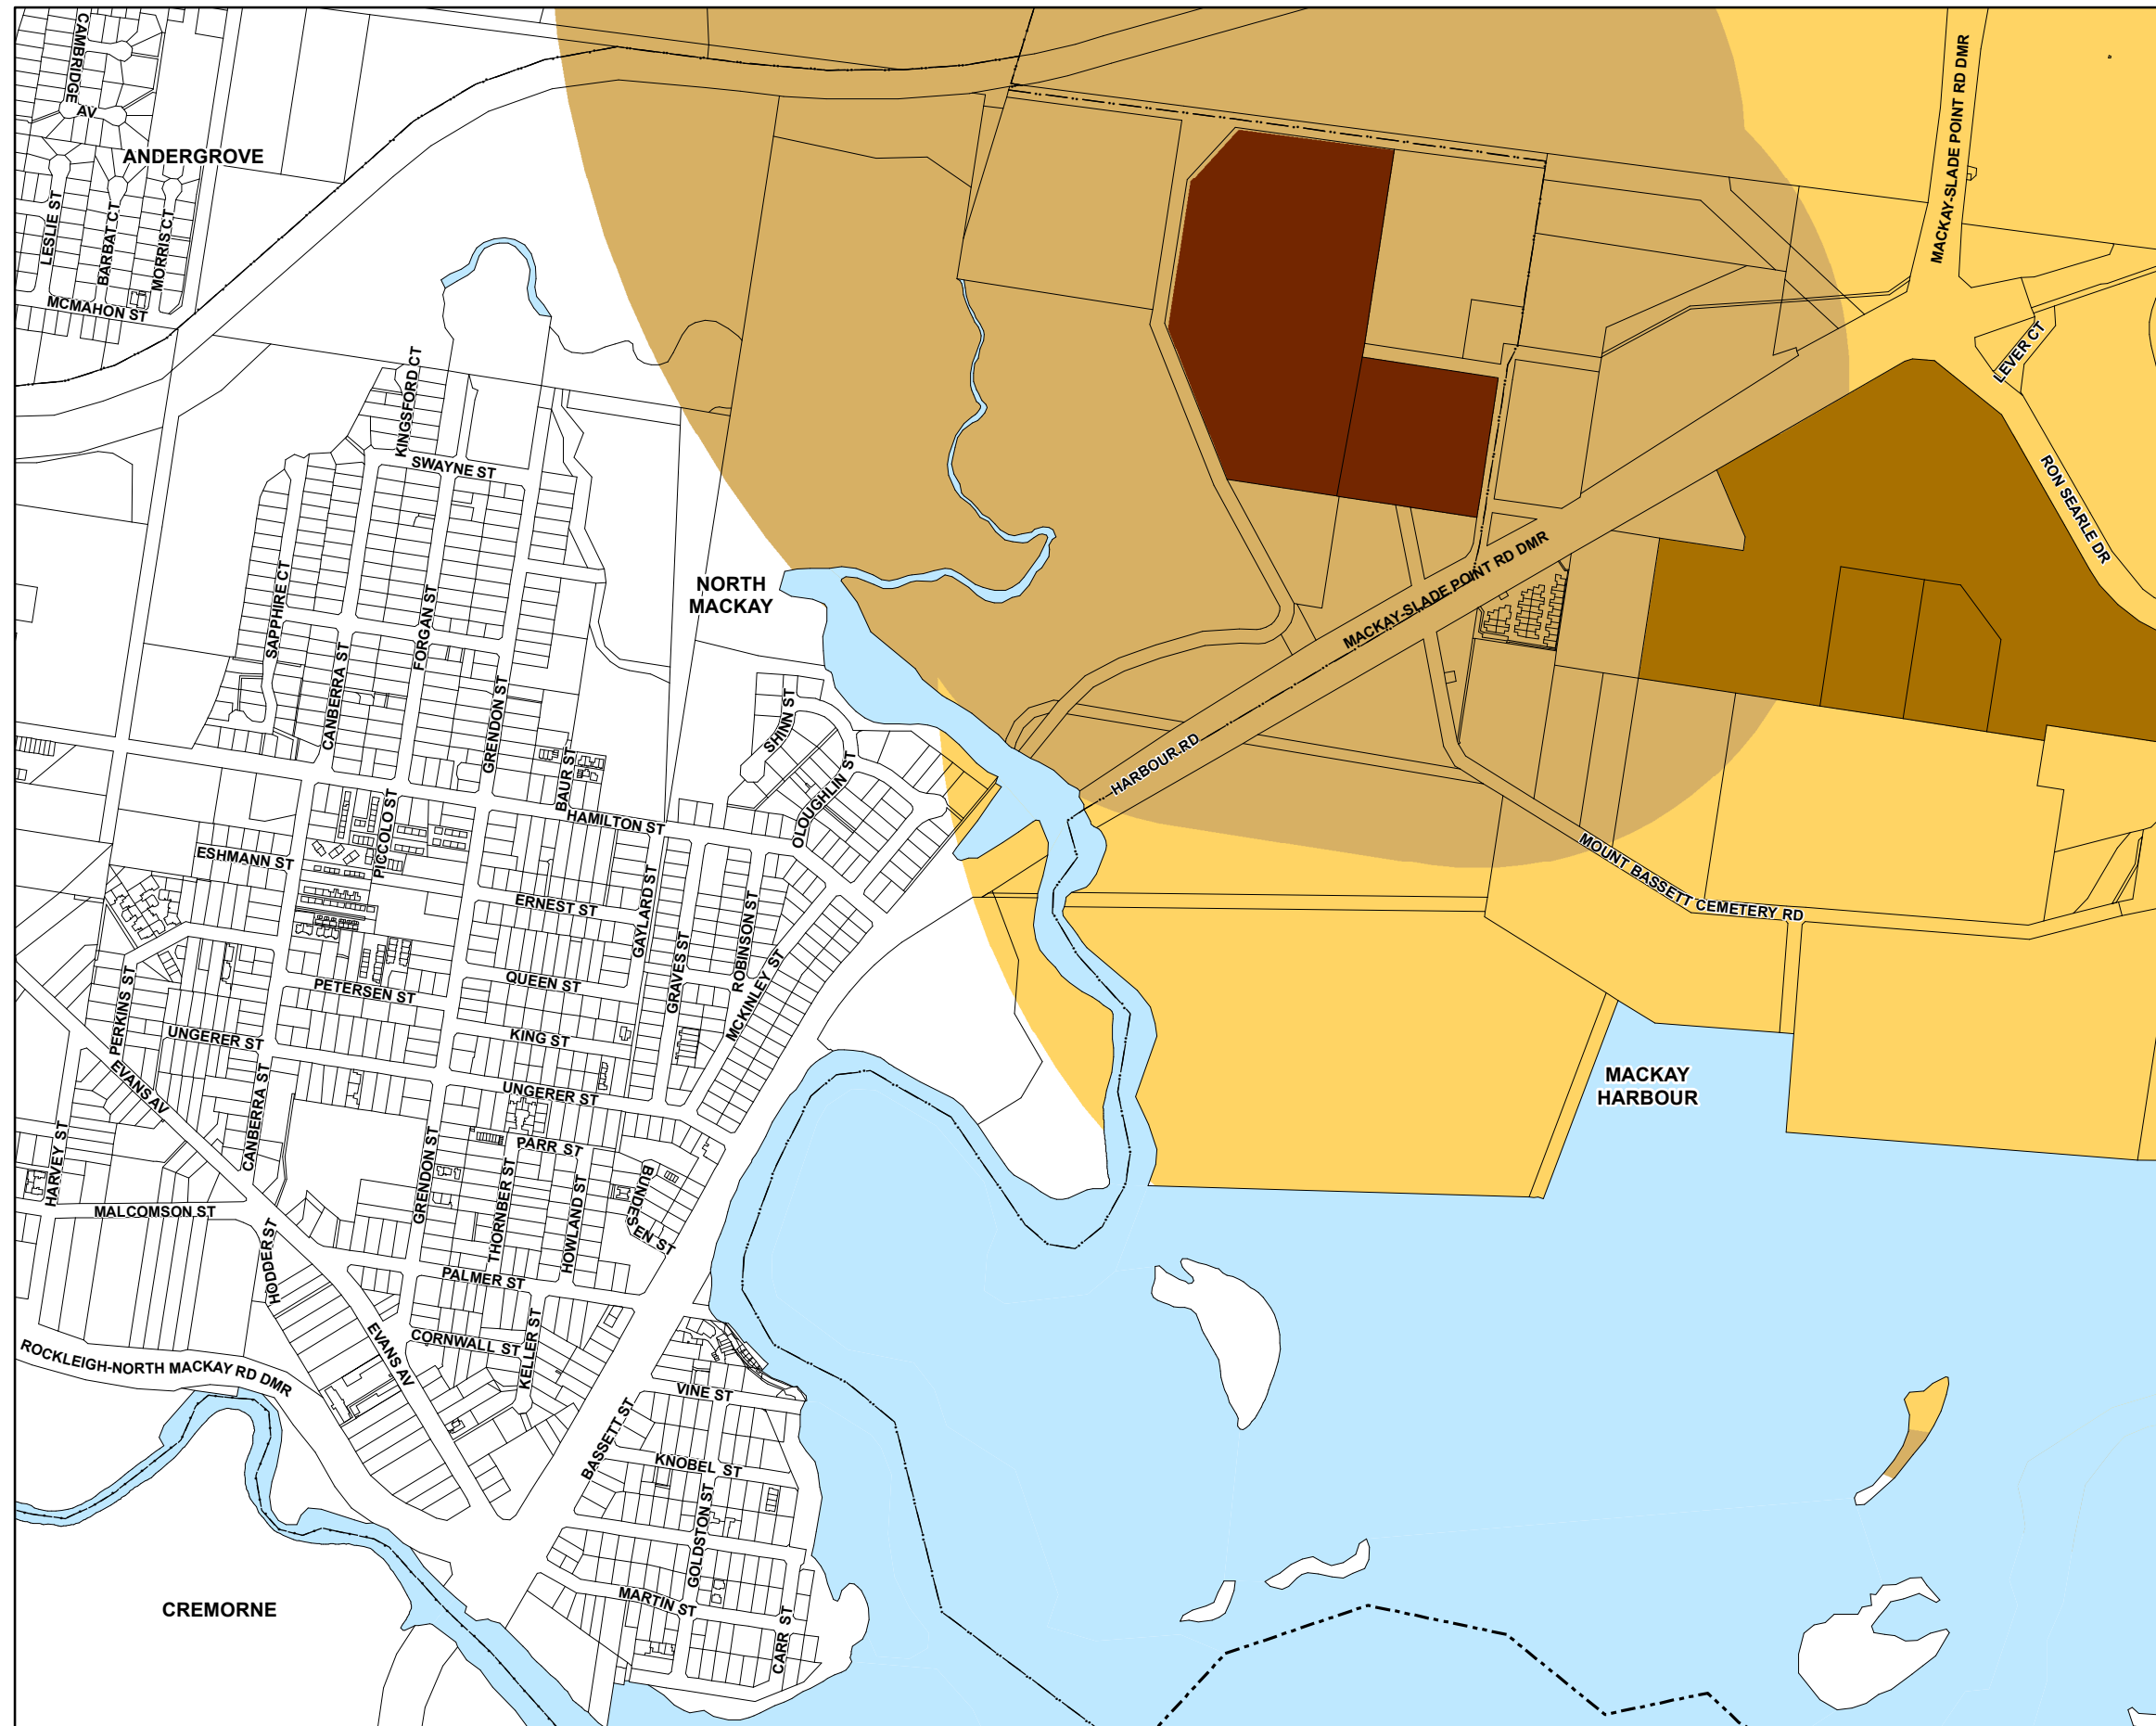 CAMBRIDGE
AV
ANDERGROVE
LESLIE ST
BARBAT CT
MORRIS CT
MCMAHON ST
MACKAY-SLADE POINT RD DMR
LEVER CT
RON SEARLE DR
KINGSFORD CT
SWAYNE ST
SAPPHIRE CT
CANBERRA ST
FORGAN ST
GRENDON ST
BAUR ST
NORTH
MACKAY
SHINN ST
OLOUGHLIN ST
HARBOUR RD
MACKAY-SLADE POINT RD DMR
MOUNT BASSETT CEMETERY RD
HAMILTON ST
PICCOLO ST
ESHMANN ST
ERNEST ST
GAYLARD ST
GRAVES ST
ROBINSON ST
MCKINLEY ST
QUEEN ST
PETERSEN ST
KING ST
PERKINS ST
UNGERER ST
EVANS AV
CANBERRA ST
UNGERER ST
PARR ST
HARVEY ST
MALCOMSON ST
HODDER ST
GRENDON ST
THORNBER ST
HOWLAND ST
BUNDES
EN ST
PALMER ST
CORNWALL ST
KELLER ST
EVANS AV
ROCKLEIGH-NORTH MACKAY RD DMR
VINE ST
BASSETT ST
KNOBEL ST
GOLDSTON ST
MARTIN ST
CARR ST
CREMORNE
MACKAY
HARBOUR